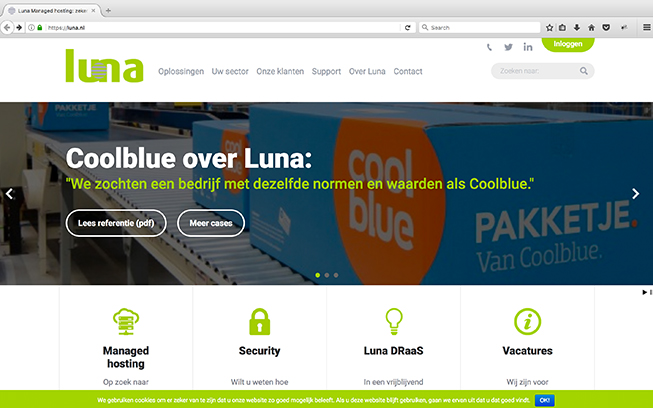 Luna Managed hosting: zeke
https://luna.nl
Search
luna
Inloggen
Oplossingen Uw sector Onze klanten Support Over Luna Contact
Zoeken naar:
Coolblue over Luna:
"We zochten een bedrijf met dezelfde normen en waarden als Coolblue."
Lees referentie (pdf) Meer cases
PAKKETJE
cool
blue
PAKKETJE.
Van Coolblue.
Managed
hosting
Security
Luna DRaaS
Vacatures
Op zoek naar
Wilt u weten hoe
In een vrijblijvend
Wij zijn voor
We gebruiken cookies om er zeker van te zijn dat u onze website zo goed mogelijk beleeft. Als u deze website blijft gebruiken, gaan we ervan uit dat u dat goed vindt. OK!